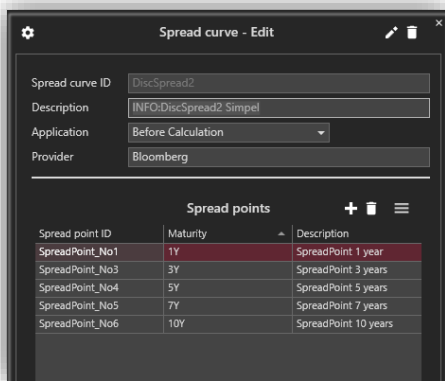 Spread curve - Edit
Spread curve ID DiscSpread2
Description INFO:DiscSpread2 Simpel
Application Before Calculation
Provider Bloomberg
Spread points
Spread point ID Maturity Description
SpreadPoint_No1 1Y SpreadPoint 1 year
SpreadPoint_No3 3Y SpreadPoint 3 years
SpreadPoint_No4 5Y SpreadPoint 5 years
SpreadPoint_No5 7Y SpreadPoint 7 years
SpreadPoint_No6 10Y SpreadPoint 10 years